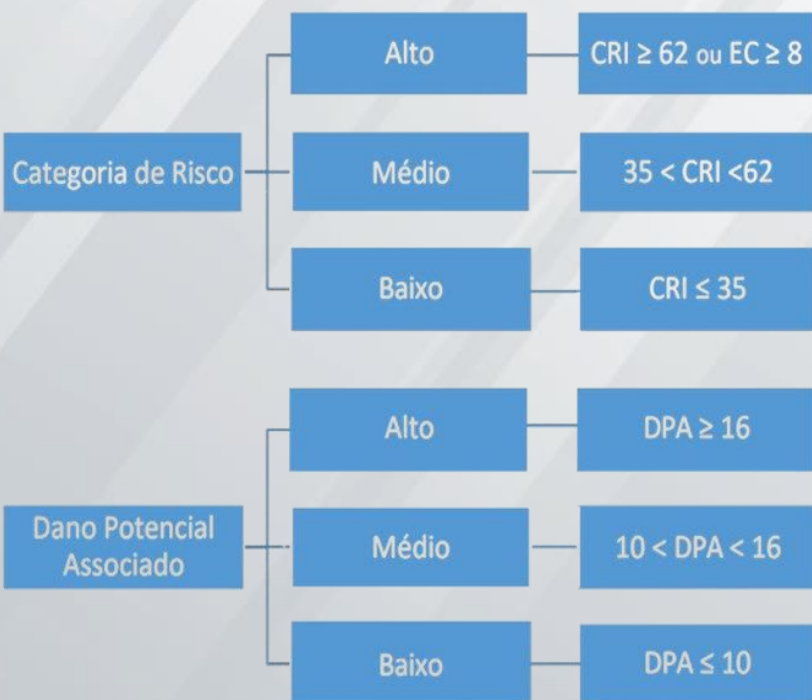 Alto
CRI ≥ 62 ou EC ≥ 8
Categoria de Risco
Médio
35 < CRI <62
Baixo
CRI ≤ 35
Alto
DPA ≥ 16
Dano Potencial
Associado
Médio
10 < DPA < 16
Baixo
DPA ≤ 10